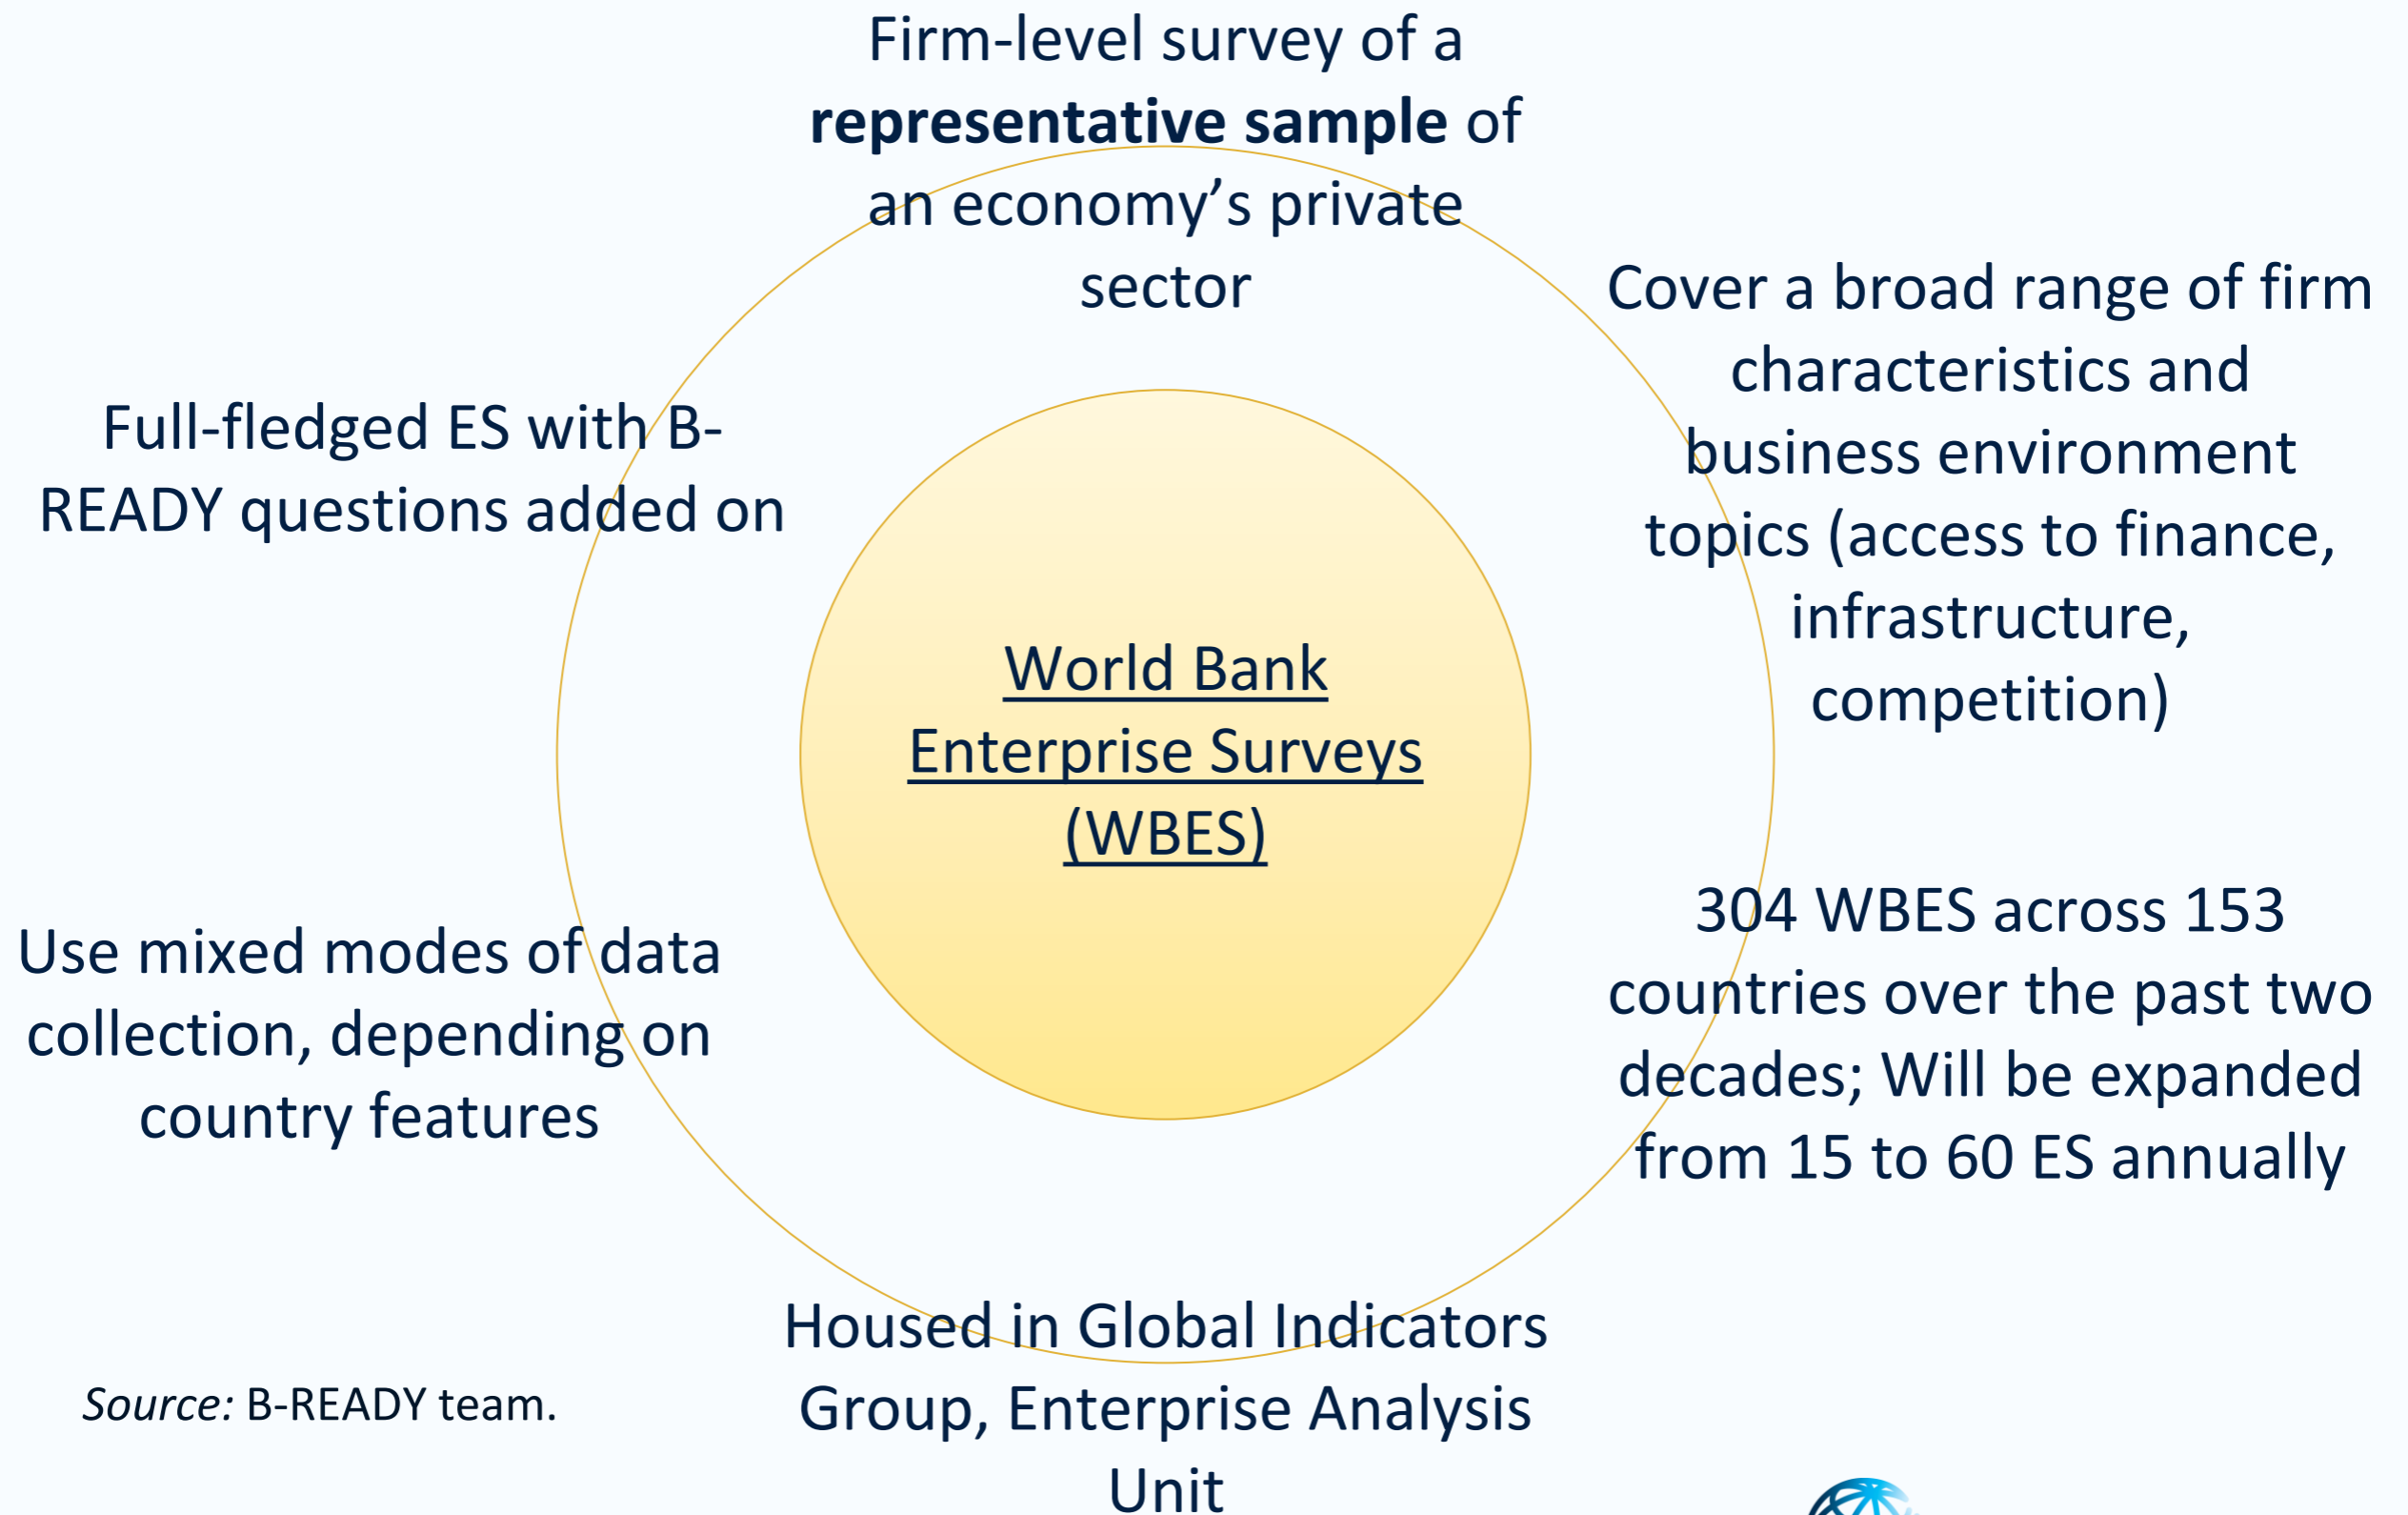 Firm-level survey of a
representative sample of
an economy’s private
sector
Cover a broad range of firm
characteristics and
business environment
topics (access to finance,
infrastructure,
competition)
304 WBES across 153
countries over the past two
decades; Will be expanded
from 15 to 60 ES annually
Housed in Global Indicators
Group, Enterprise Analysis
Unit
Use mixed modes of data
collection, depending on
country features
Full-fledged ES with B-
READY questions added on
World Bank
Enterprise Surveys
(WBES)
Source: B-READY team.